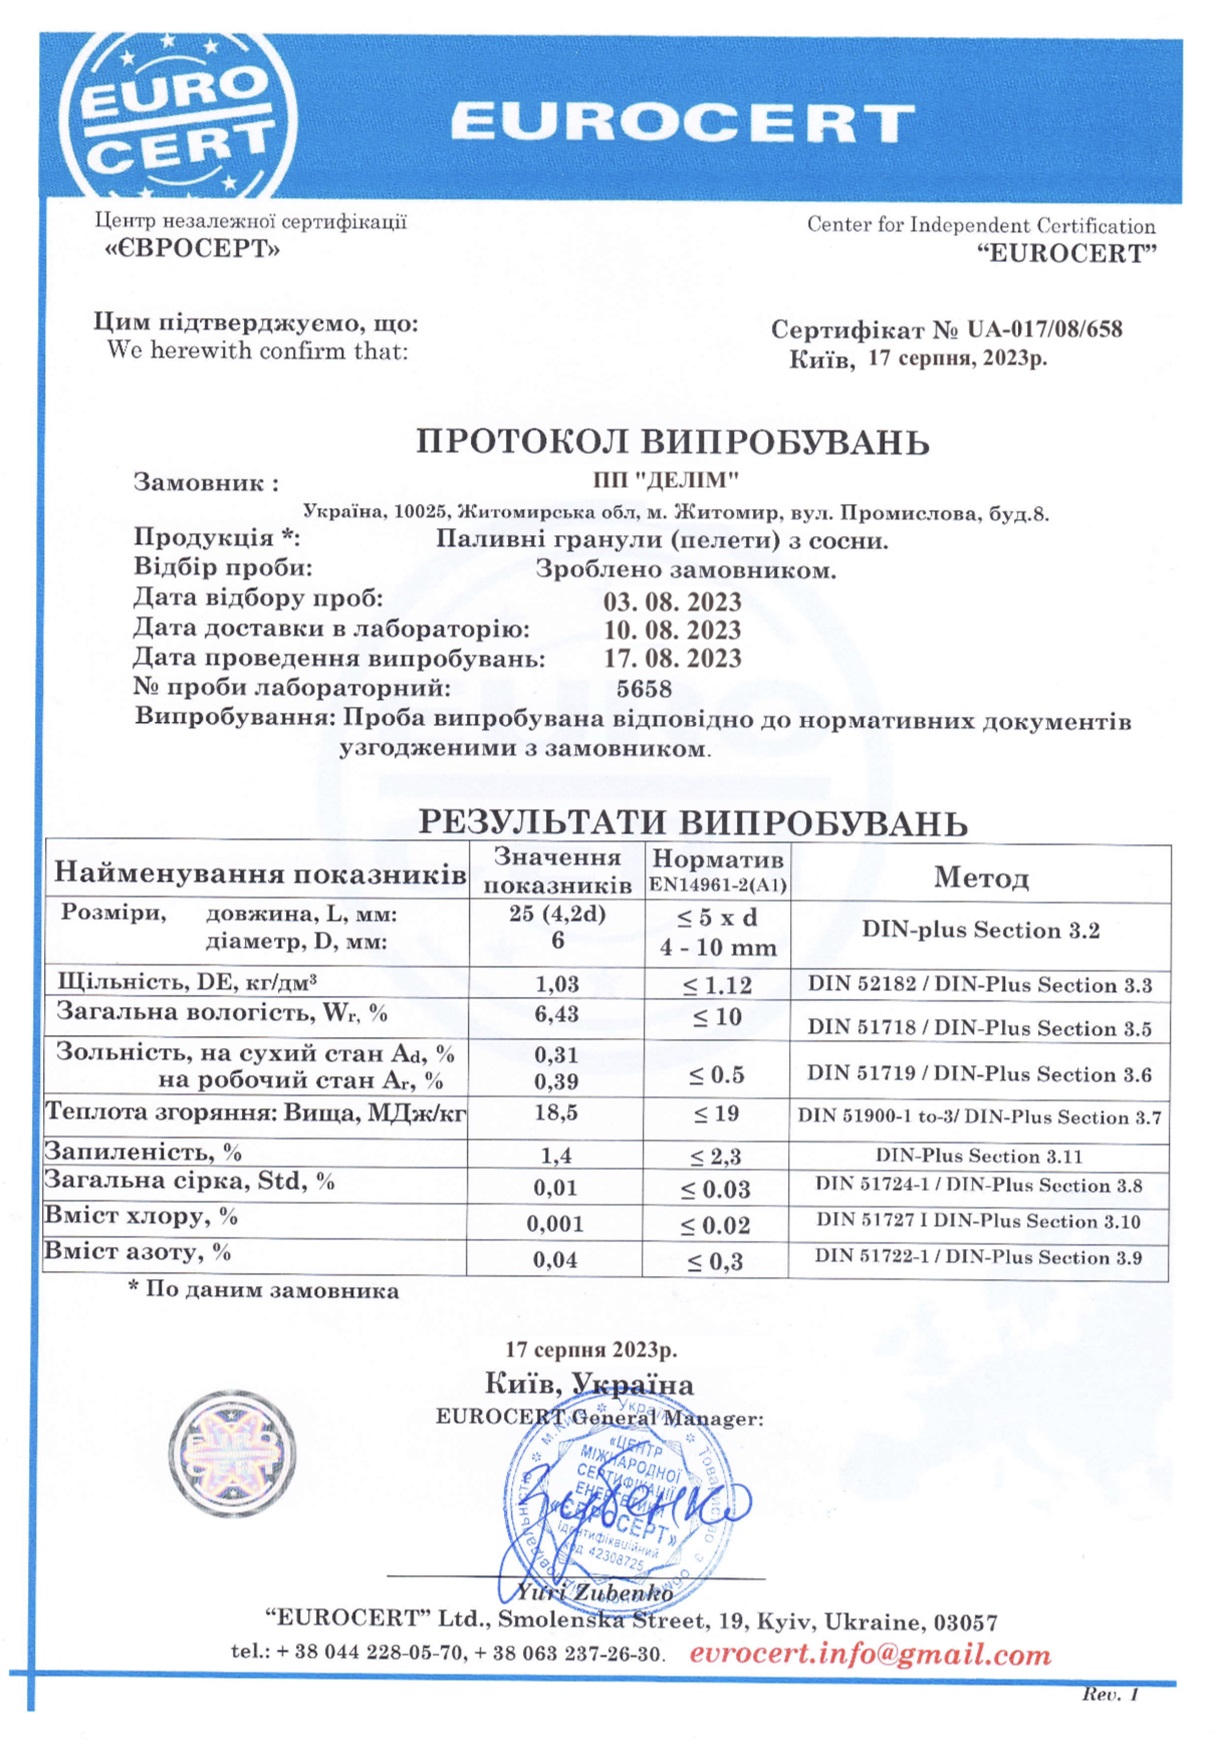 EURO
CERT
EUROCERT
Центр незалежної сертифікації
«ЄВРОСЕРТ»
Center for Independent Certification
“EUROCERT”
Цим підтверджуємо, що:
We herewith confirm that:
Сертифікат № UA-017/08/658
Київ, 17 серпня, 2023р.
ПРОТОКОЛ ВИПРОБУВАНЬ
Замовник : ПП "ДЕЛІМ"
Україна, 10025, Житомирська обл, м. Житомир, вул. Промислова, буд.8.
Продукція *: Паливні гранули (пелети) з сосни.
Відбір проби: Зроблено замовником.
Дата відбору проб: 03. 08. 2023
Дата доставки в лабораторію: 10. 08. 2023
Дата проведення випробувань: 17. 08. 2023
№ проби лабораторний: 5658
Випробування: Проба випробувана відповідно до нормативних документів
узгодженими з замовником.
РЕЗУЛЬТАТИ ВИПРОБУВАНЬ
Найменування показників Значення показників Норматив EN14961-2(A1) Метод
Розміри, довжина, L, мм: 25 (4,2d) ≤ 5 x d DIN-plus Section 3.2
діаметр, D, мм: 6 4 - 10 mm
Щільність, DE, кг/дм³ 1,03 ≤ 1.12 DIN 52182 / DIN-Plus Section 3.3
Загальна вологість, Wr, % 6,43 ≤ 10 DIN 51718 / DIN-Plus Section 3.5
Зольність, на сухий стан Ad, % 0,31
на робочий стан Ar, % 0,39 ≤ 0.5 DIN 51719 / DIN-Plus Section 3.6
Теплота згоряння: Вища, МДж/кг 18,5 ≤ 19 DIN 51900-1 to-3/ DIN-Plus Section 3.7
Запиленість, % 1,4 ≤ 2,3 DIN-Plus Section 3.11
Загальна сірка, Std, % 0,01 ≤ 0.03 DIN 51724-1 / DIN-Plus Section 3.8
Вміст хлору, % 0,001 ≤ 0.02 DIN 51727 I DIN-Plus Section 3.10
Вміст азоту, % 0,04 ≤ 0,3 DIN 51722-1 / DIN-Plus Section 3.9
* По даним замовника
17 серпня 2023р.
Київ, Україна
EUROCERT General Manager:
«ЦЕНТР
МІЖНАРОДНОЇ
СЕРТИФІКАЦІЇ
«ЄВРОСЕРТ»
Ідентифікаційний
код 42308725
Зубенко
Yuri Zubenko
“EUROCERT” Ltd., Smolenska Street, 19, Kyiv, Ukraine, 03057
tel.: + 38 044 228-05-70, + 38 063 237-26-30. evrocert.info@gmail.com
Rev. 1